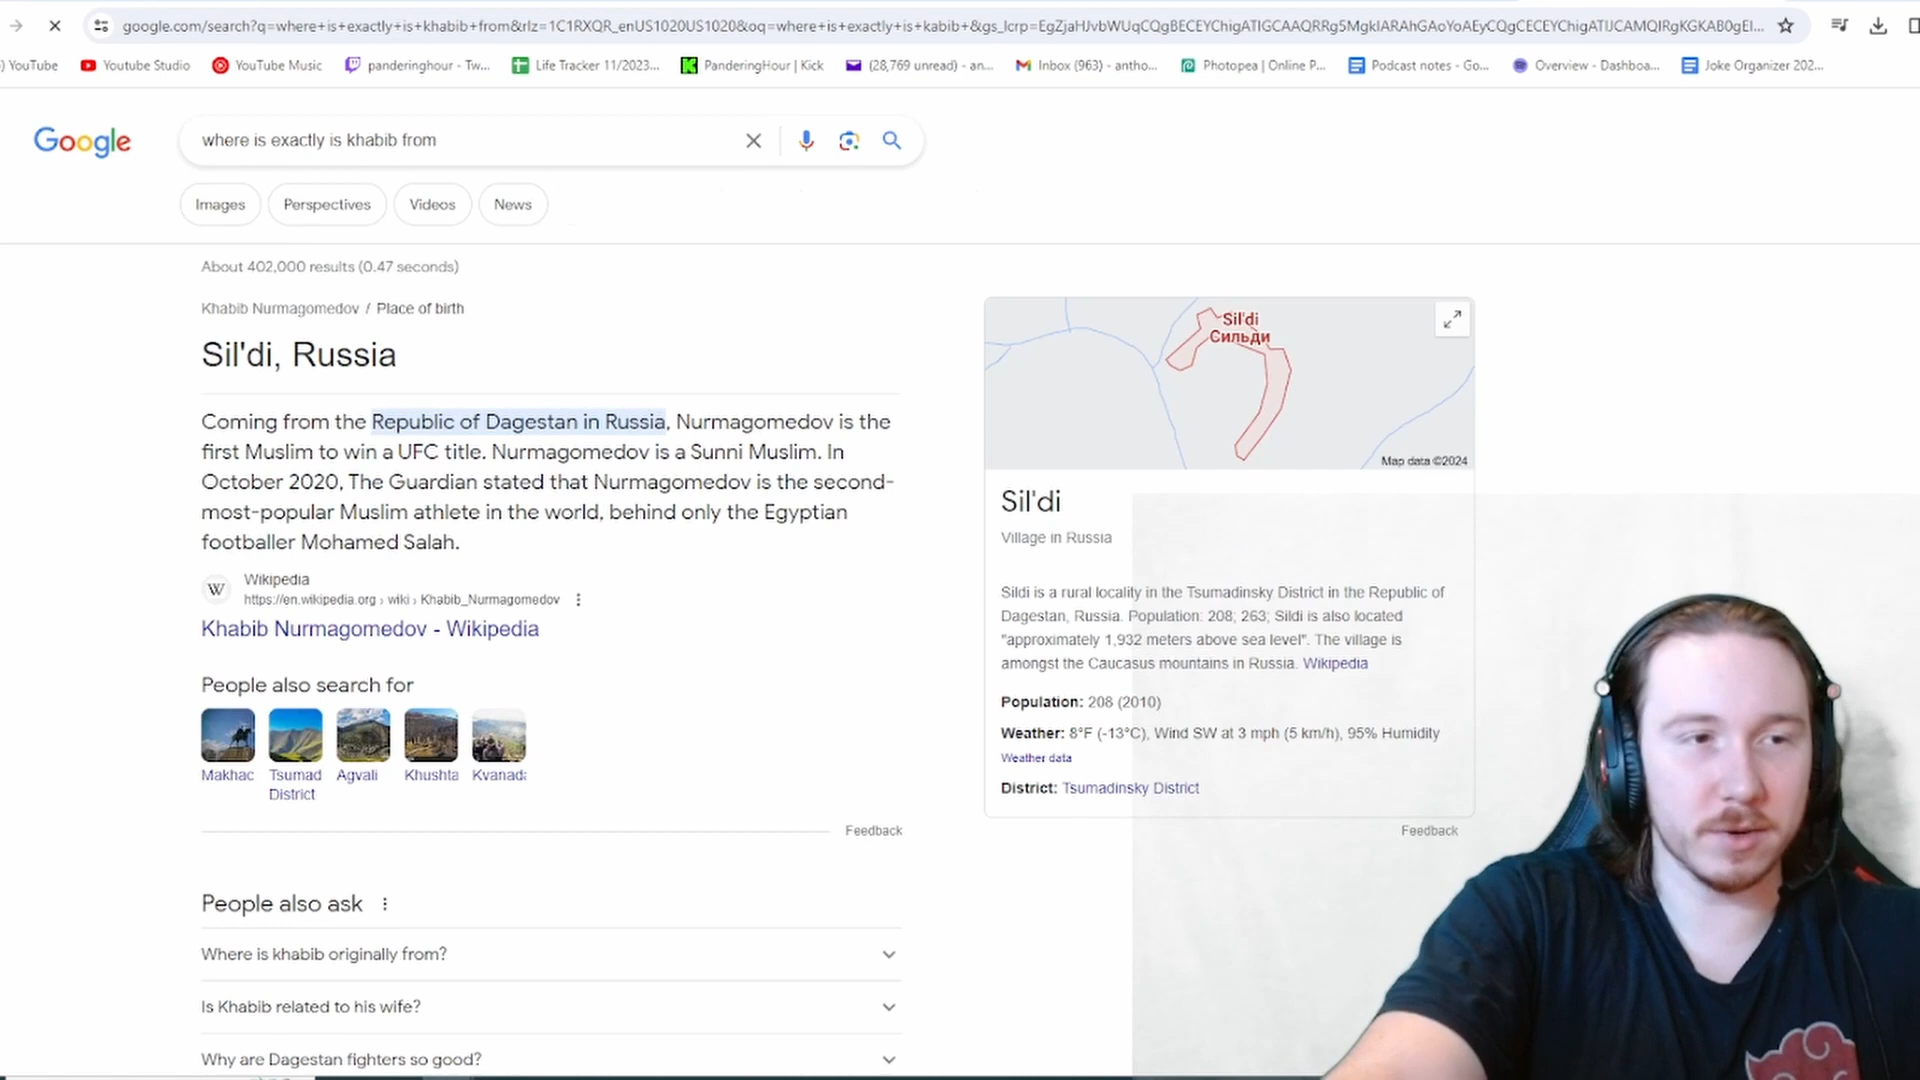 google.com/search?q=where+is+exactly+is+khabib+from&rlz=1C1RXQR_enUS1020US1020&oq=where+is+exactly+is+kabib+&gs_lcrp=
) YouTube
Youtube Studio
YouTube Music
panderinghour - Tw...
Life Tracker 11/2023...
PanderingHour | Kick
(28,769 unread) - an...
Inbox (963) - antho...
Photopea | Online P...
Podcast notes - Go...
Overview - Dashboa...
Joke Organizer 202...
Google
where is exactly is khabib from
Images
Perspectives
Videos
News
About 402,000 results (0.47 seconds)
Khabib Nurmagomedov / Place of birth
Sil'di, Russia
Coming from the Republic of Dagestan in Russia, Nurmagomedov is the
first Muslim to win a UFC title. Nurmagomedov is a Sunni Muslim. In
October 2020, The Guardian stated that Nurmagomedov is the second-
most-popular Muslim athlete in the world, behind only the Egyptian
footballer Mohamed Salah.
W
Wikipedia
https://en.wikipedia.org › wiki › Khabib_Nurmagomedov
Khabib Nurmagomedov - Wikipedia
People also search for
Makhac
Tsumad
District
Agvali
Khushta
Kvanada
Feedback
People also ask
Where is khabib originally from?
Is Khabib related to his wife?
Why are Dagestan fighters so good?
Sil'di
Сильди
Map data ©2024
Sil'di
Village in Russia
Sildi is a rural locality in the Tsumadinsky District in the Republic of
Dagestan, Russia. Population: 208; 263; Sildi is also located
"approximately 1,932 meters above sea level". The village is
amongst the Caucasus mountains in Russia. Wikipedia
Population: 208 (2010)
Weather: 8°F (-13°C), Wind SW at 3 mph (5 km/h), 95% Humidity
Weather data
District: Tsumadinsky District
Feedback